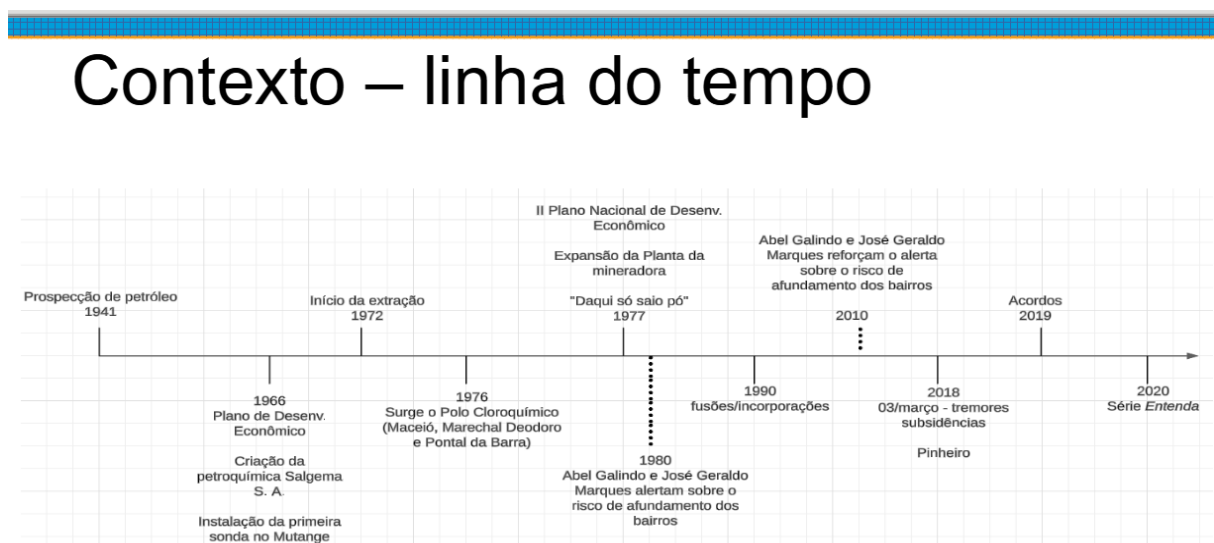 Contexto – linha do tempo
Prospecção de petróleo
1941
1966
Plano de Desenv.
Econômico
Criação da
petroquímica Salgema
S. A.
Instalação da primeira
sonda no Mutange
Início da extração
1972
1976
Surge o Polo Cloroquímico
(Maceió, Marechal Deodoro
e Pontal da Barra)
II Plano Nacional de Desenv.
Econômico
Expansão da Planta da
mineradora
"Daqui só saio pó"
1977
1980
Abel Galindo e José Geraldo
Marques alertam sobre o
risco de afundamento dos
bairros
1990
fusões/incorporações
Abel Galindo e José Geraldo
Marques reforçam o alerta
sobre o risco de
afundamento dos bairros
2010
2018
03/março - tremores
subsidências
Pinheiro
Acordos
2019
2020
Série Entenda